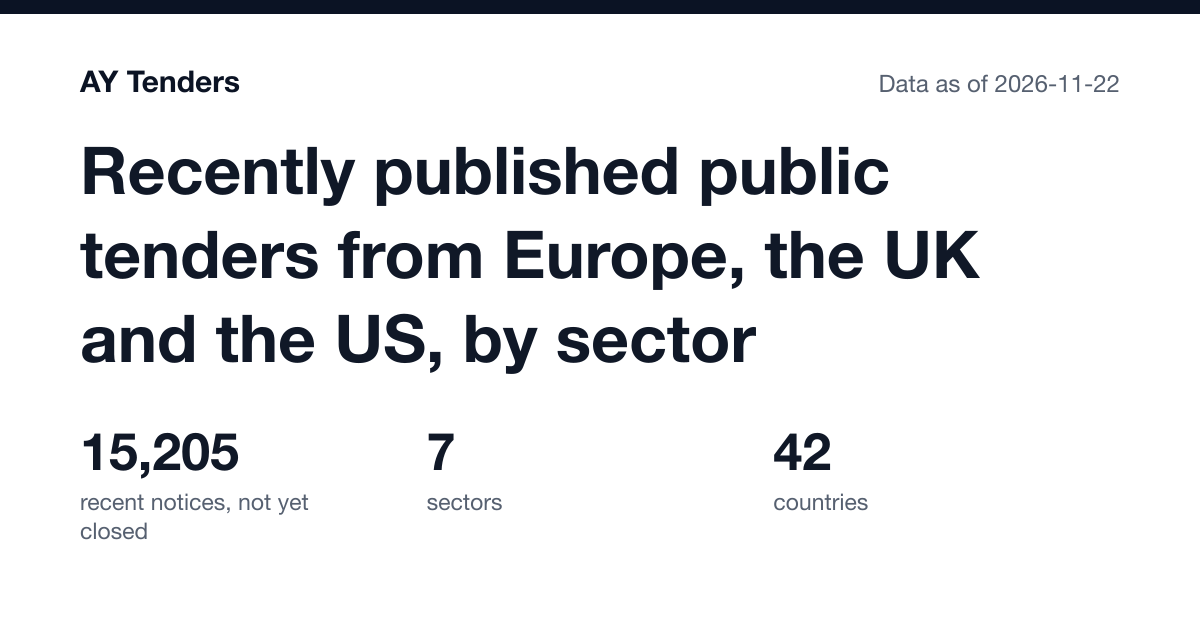 AY Tenders
Data as of 2026-11-22
Recently published public
tenders from Europe, the UK
and the US, by sector
15,205
recent notices, not yet
closed
7
sectors
42
countries